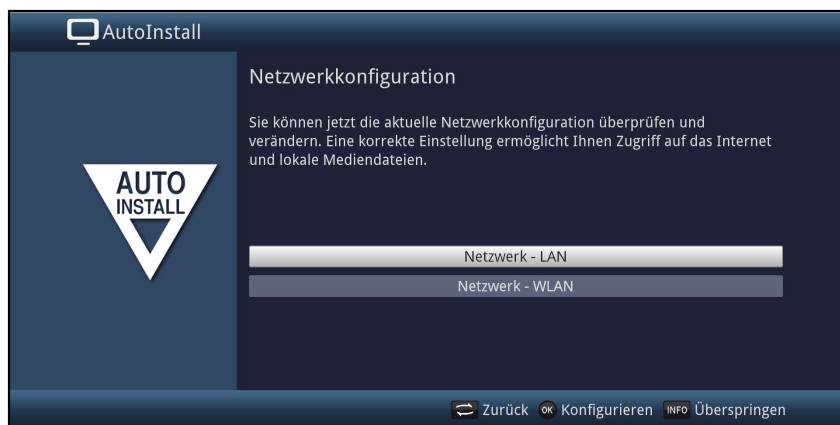 AutoInstall
Netzwerkkonfiguration
Sie können jetzt die aktuelle Netzwerkkonfiguration überprüfen und
verändern. Eine korrekte Einstellung ermöglicht Ihnen Zugriff auf das Internet
und lokale Mediendateien.
AUTO
INSTALL
Netzwerk - LAN
Netzwerk - WLAN
Zurück OK Konfigurieren INFO Überspringen